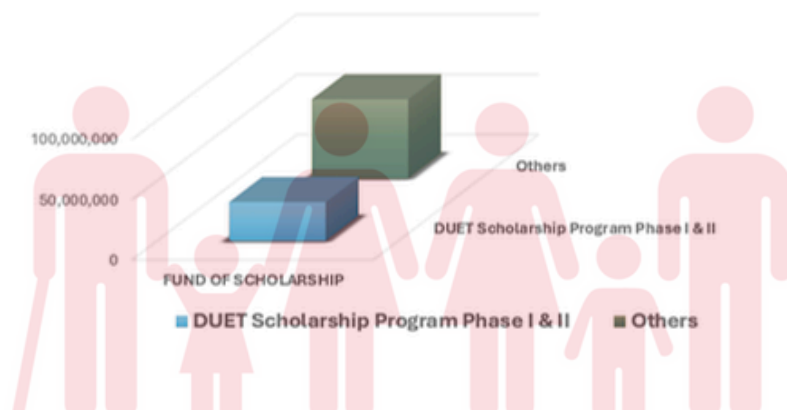 100,000,000
50,000,000
0
Others
DUET Scholarship Program Phase I & II
FUND OF SCHOLARSHIP
DUET Scholarship Program Phase I & II
Others